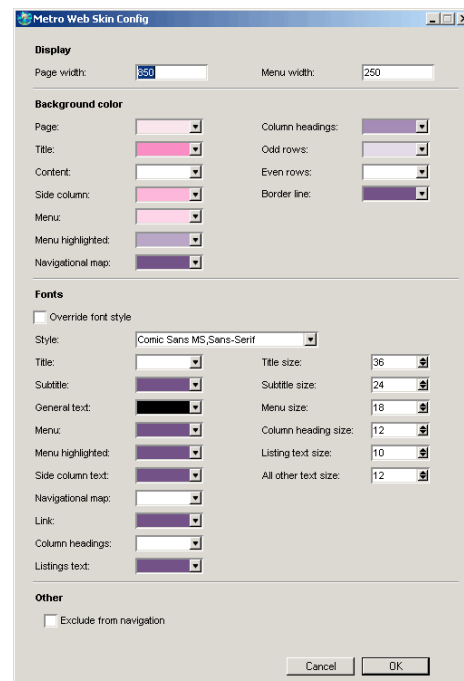 Metro Web Skin Config
Display
Page width: 850 Menu width: 250
Background color
Page: Column headings:
Title: Odd rows:
Content: Even rows:
Side column: Border line:
Menu:
Menu highlighted:
Navigational map:
Fonts
Override font style
Style: Comic Sans MS,Sans-Serif
Title: Title size: 36
Subtitle: Subtitle size: 24
General text: Menu size: 18
Menu: Column heading size: 12
Menu highlighted: Listing text size: 10
Side column text: All other text size: 12
Navigational map:
Link:
Column headings:
Listings text:
Other
Exclude from navigation
Cancel OK